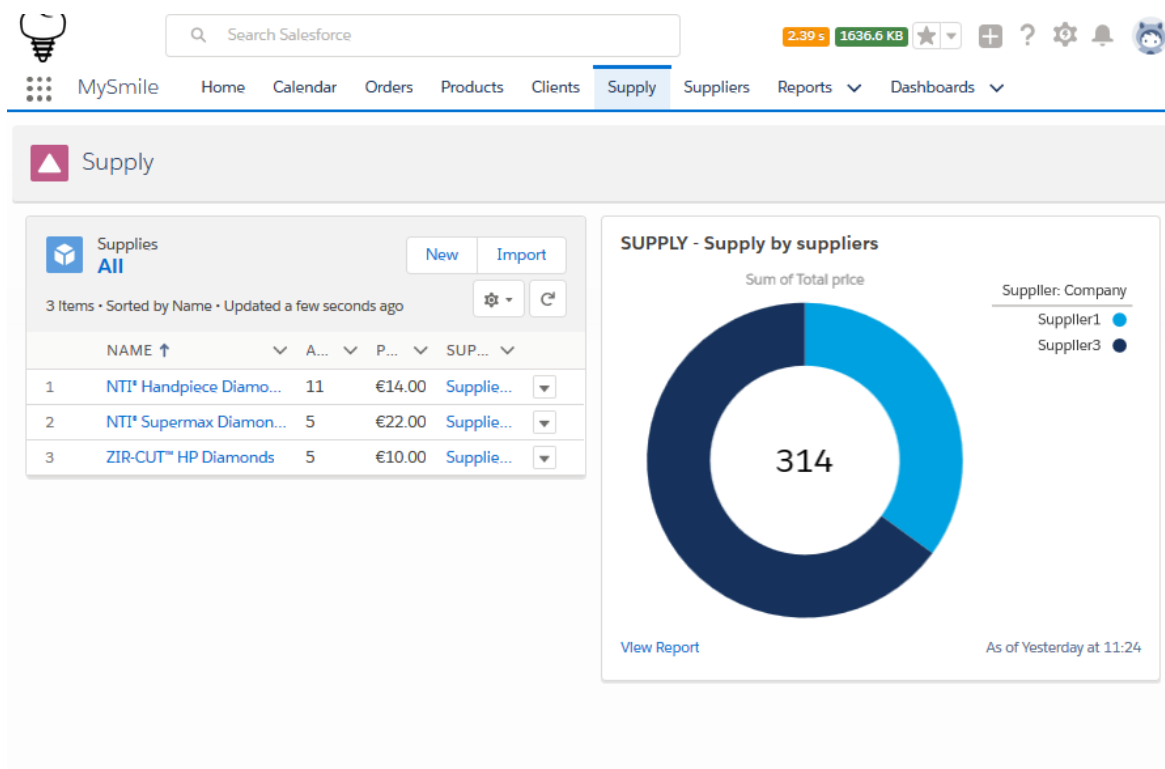 Search Salesforce
2.39 s 1636.6 KB
MySmile Home Calendar Orders Products Clients Supply Suppliers Reports Dashboards
Supply
Supplies
All
New Import
3 Items • Sorted by Name • Updated a few seconds ago
NAME A... P... SUP...
1 NTI® Handpiece Diamo... 11 €14.00 Supplie...
2 NTI® Supermax Diamon... 5 €22.00 Supplie...
3 ZIR-CUT™ HP Diamonds 5 €10.00 Supplie...
SUPPLY - Supply by suppliers
Sum of Total price
Supplier: Company
Supplier1
Supplier3
314
View Report
As of Yesterday at 11:24